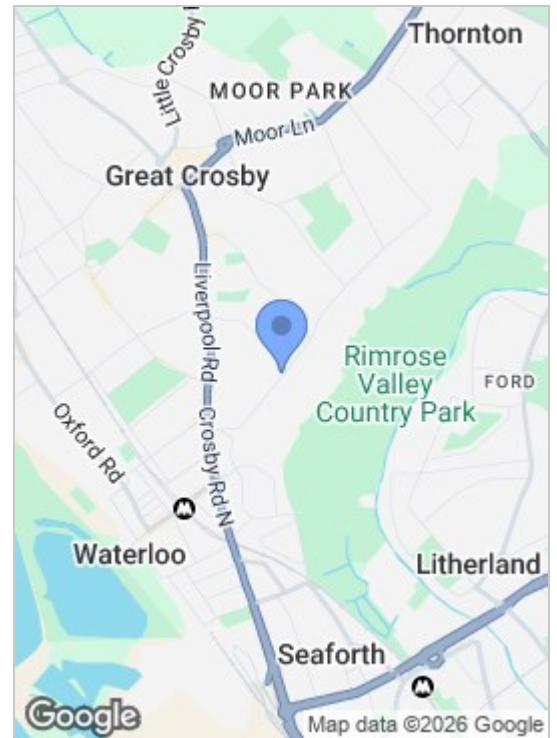 Thornton
Little Crosby
MOOR PARK
Moor Ln
Great Crosby
Liverpool Rd
Rimrose
Valley
Country Park
FORD
Oxford Rd
Crosby Rd N
Waterloo
Litherland
Seaforth
Google
Map data ©2026 Google